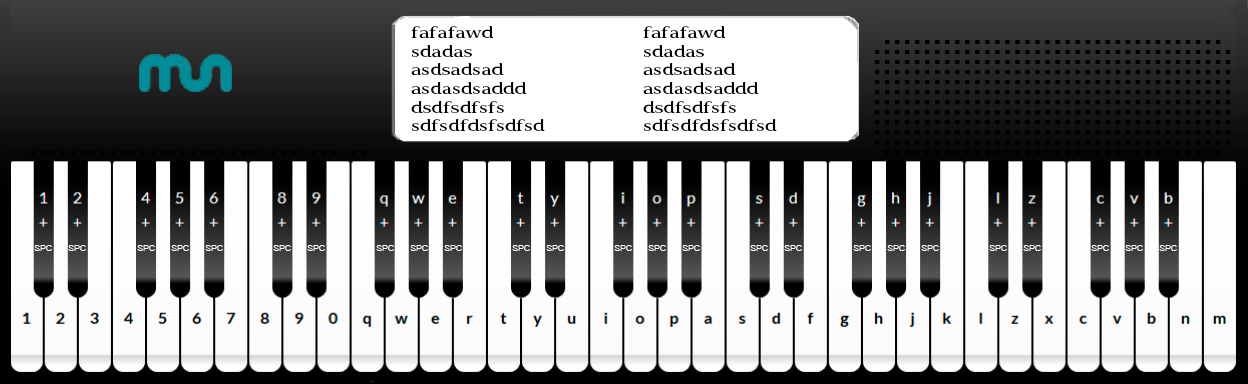 fafafawd fafafawd
sdadas sdadas
asdsadsad asdsadsad
asdasdsaddd asdasdsaddd
dsdfsdfsfs dsdfsdfsfs
sdfsdfdsfsdfsd sdfsdfdsfsdfsd
1 2 4 5 6 8 9 q w e t y i o p s d g h j l z c v b
+ + + + + + + + + + + + + + + + + + + + + + + + +
SPC SPC SPC SPC SPC SPC SPC SPC SPC SPC SPC SPC SPC SPC SPC SPC SPC SPC SPC SPC SPC SPC SPC SPC SPC
1 2 3 4 5 6 7 8 9 0 q w e r t y u i o p a s d f g h j k l z x c v b n m